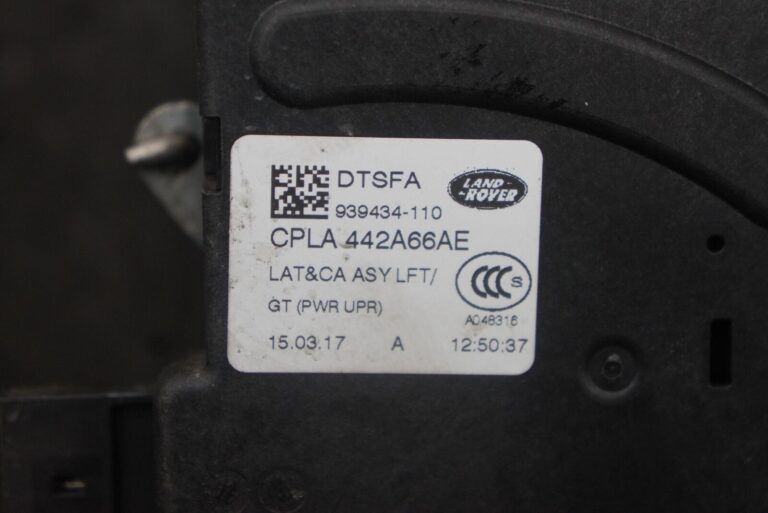 DTSFA
LAND
ROVER
939434-110
CPLA 442A66AE
LAT&CA ASY LFT/
GT (PWR UPR)
CCC S
A048316
15.03.17 A 12:50:37